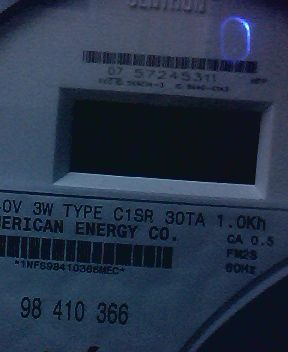 CENTRON
07 57245311
0V 3W TYPE C1SR 30TA 1.0Kh
ERICAN ENERGY CO.
CA 0.5
FM2S
60Hz
98 410 366